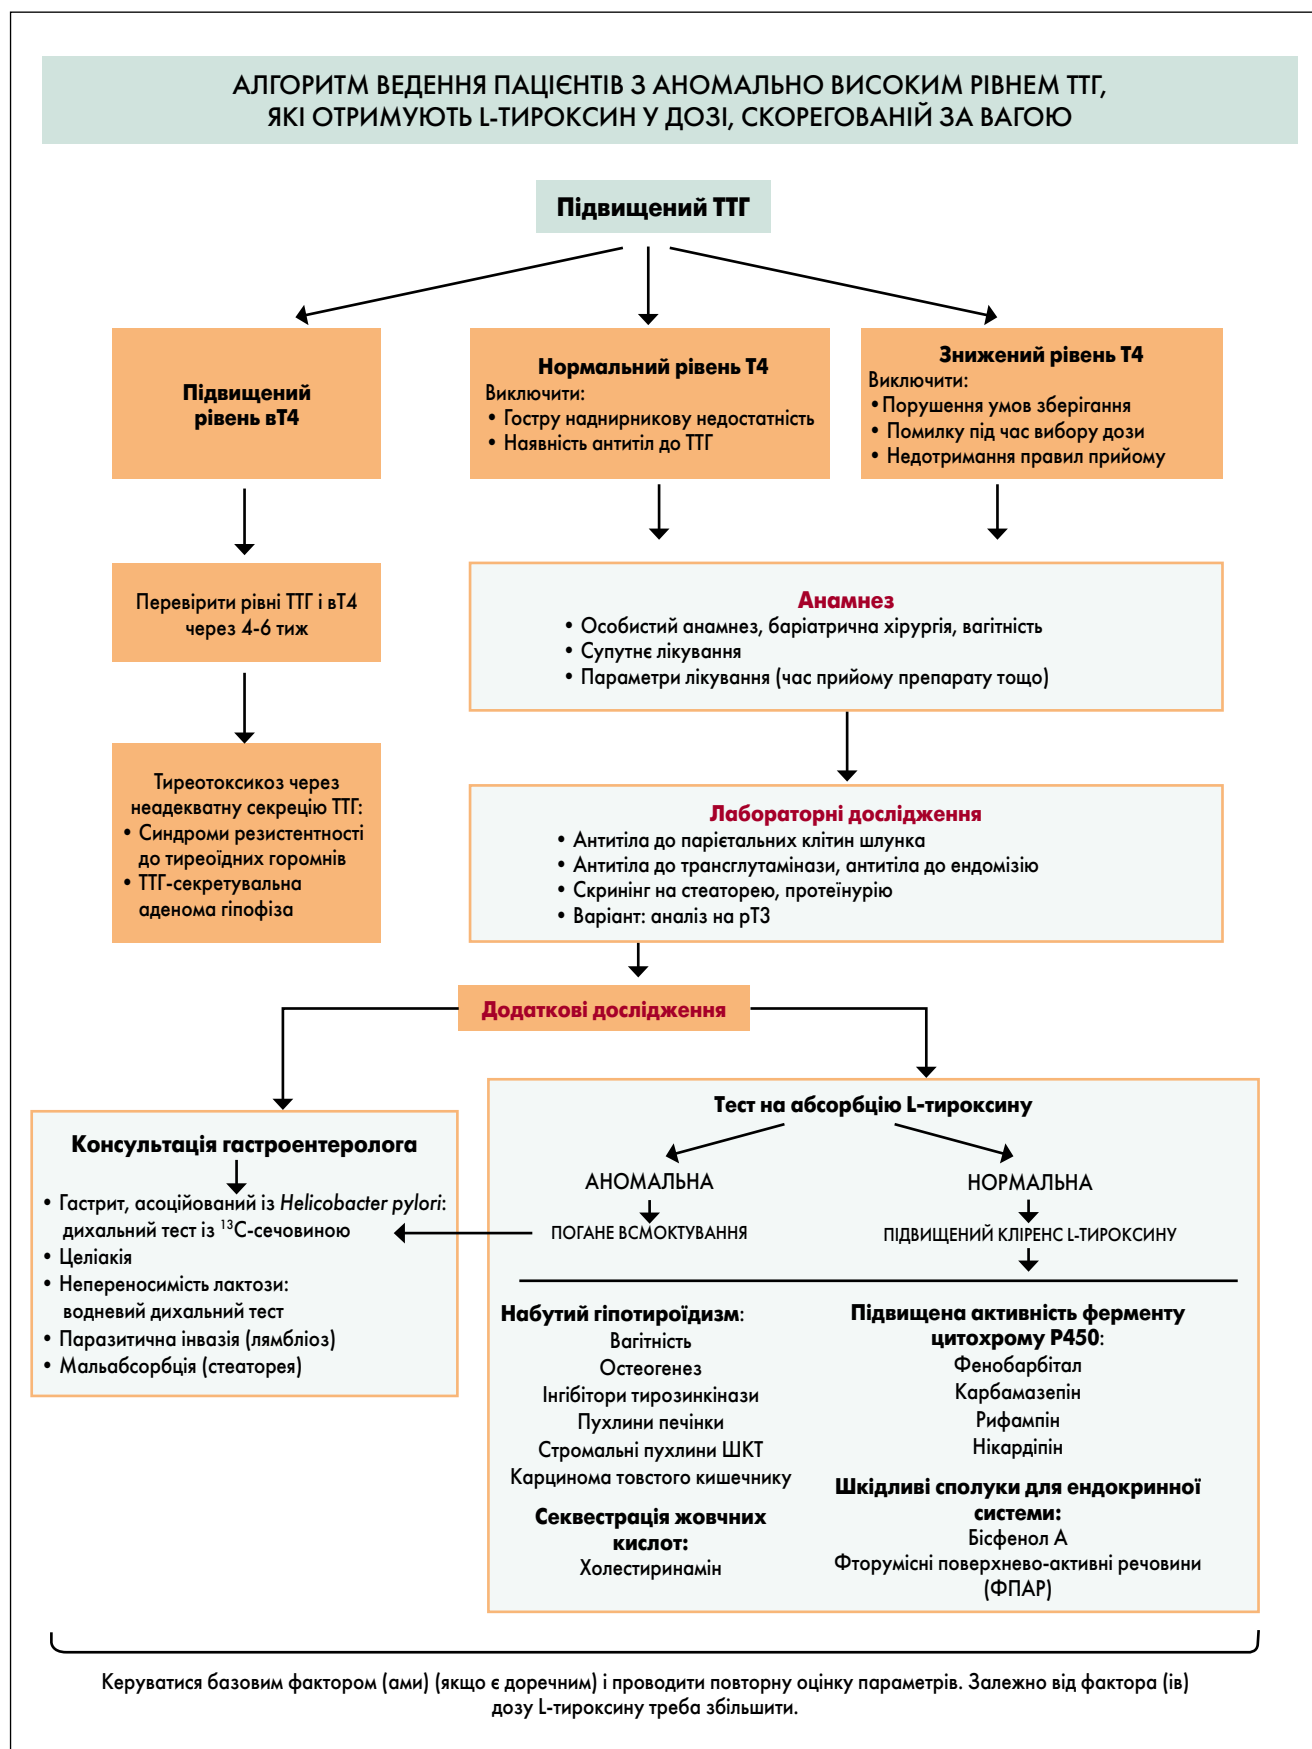 АЛГОРИТМ ВЕДЕННЯ ПАЦІЄНТІВ З АНОМАЛЬНО ВИСОКИМ РІВНЕМ ТТГ,
ЯКІ ОТРИМУЮТЬ L-ТИРОКСИН У ДОЗІ, СКОРЕГОВАНІЙ ЗА ВАГОЮ
Підвищений ТТГ
Підвищений
рівень вТ4
Нормальний рівень Т4
Виключити:
• Гостру наднирникову недостатність
• Наявність антитіл до ТТГ
Знижений рівень Т4
Виключити:
• Порушення умов зберігання
• Помилку під час вибору дози
• Недотримання правил прийому
Перевірити рівні ТТГ і вТ4
через 4-6 тиж
Анамнез
• Особистий анамнез, баріатрична хірургія, вагітність
• Супутнє лікування
• Параметри лікування (час прийому препарату тощо)
Тиреотоксикоз через
неадекватну секрецію ТТГ:
• Синдроми резистентності
до тиреоїдних горомнів
• ТТГ-секретувальна
аденома гіпофіза
Лабораторні дослідження
• Антитіла до парієтальних клітин шлунка
• Антитіла до трансглутамінази, антитіла до ендомізію
• Скринінг на стеаторею, протеїнурію
• Варіант: аналіз на рТ3
Додаткові дослідження
Консультація гастроентеролога
• Гастрит, асоційований із Helicobacter pylori:
дихальний тест із ¹³С-сечовиною
• Целіакія
• Непереносимість лактози:
водневий дихальний тест
• Паразитична інвазія (лямбліоз)
• Мальабсорбція (стеаторея)
Тест на абсорбцію L-тироксину
АНОМАЛЬНА
ПОГАНЕ ВСМОКТУВАННЯ
НОРМАЛЬНА
ПІДВИЩЕНИЙ КЛІРЕНС L-ТИРОКСИНУ
Набутий гіпотироїдизм:
Вагітність
Остеогенез
Інгібітори тирозинкінази
Пухлини печінки
Стромальні пухлини ШКТ
Карцинома товстого кишечнику
Секвестрація жовчних
кислот:
Холестиринамін
Підвищена активність ферменту
цитохрому Р450:
Фенобарбітал
Карбамазепін
Рифампін
Нікардіпін
Шкідливі сполуки для ендокринної
системи:
Бісфенол А
Фторумісні поверхнево-активні речовини
(ФПАР)
Керуватися базовим фактором (ами) (якщо є доречним) і проводити повторну оцінку параметрів. Залежно від фактора (ів)
дозу L-тироксину треба збільшити.